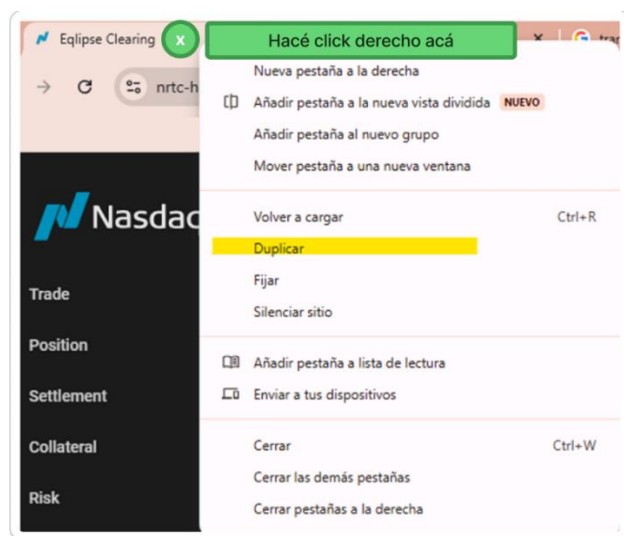 Eqlipse Clearing
x
Hacé click derecho acá
nrtc-h
Nueva pestaña a la derecha
Añadir pestaña a la nueva vista dividida NUEVO
Añadir pestaña al nuevo grupo
Mover pestaña a una nueva ventana
Nasdaq
Volver a cargar Ctrl+R
Duplicar
Trade
Fijar
Silenciar sitio
Position
Añadir pestaña a lista de lectura
Settlement
Enviar a tus dispositivos
Collateral
Cerrar Ctrl+W
Cerrar las demás pestañas
Risk
Cerrar pestañas a la derecha